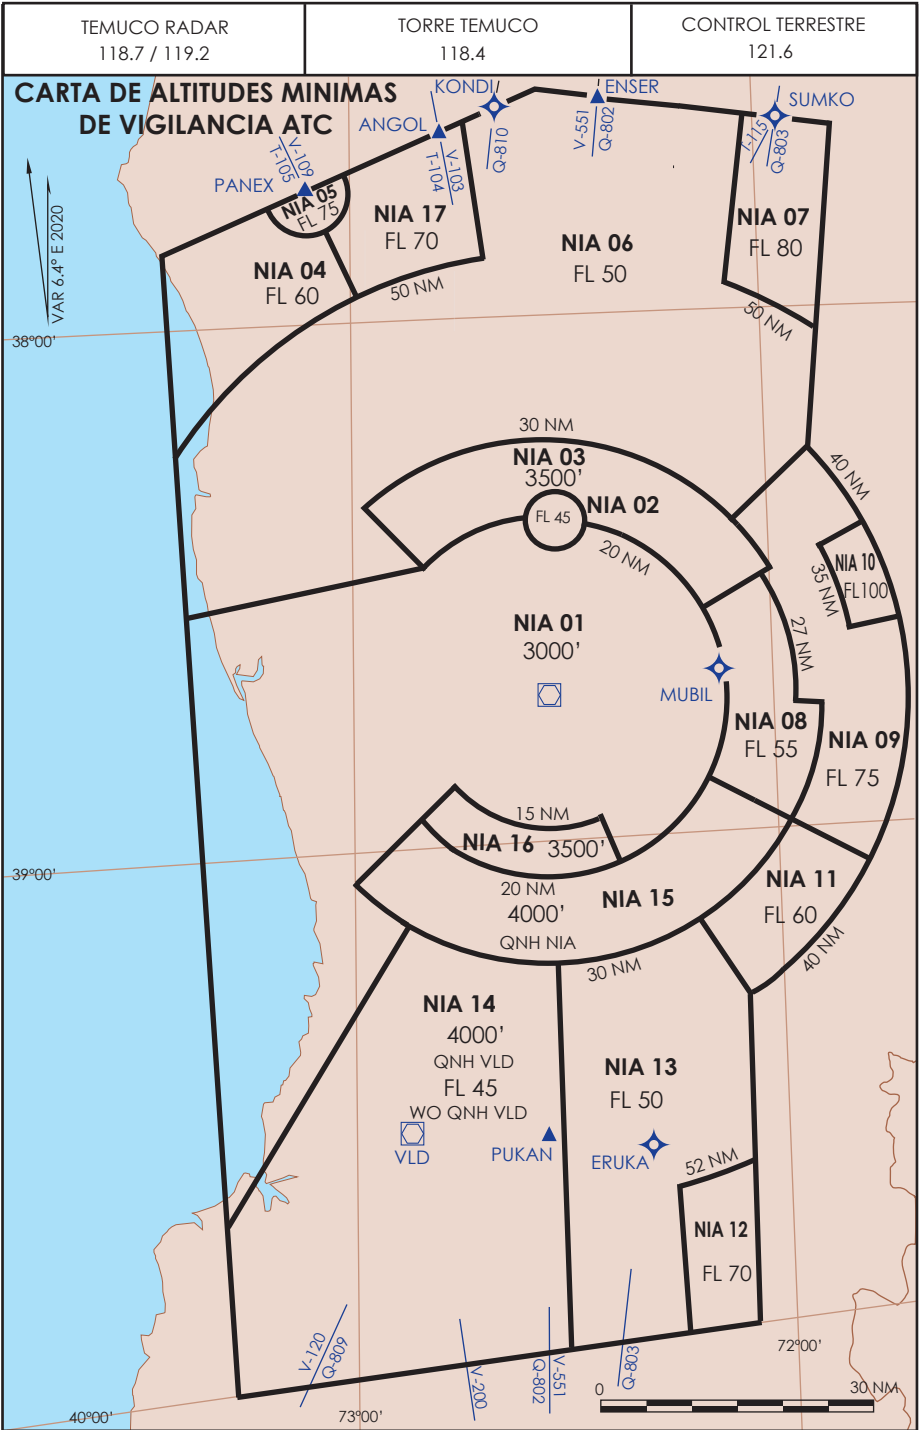 TEMUCO RADAR
118.7 / 119.2
TORRE TEMUCO
118.4
CONTROL TERRESTRE
121.6
CARTA DE ALTITUDES MINIMAS
DE VIGILANCIA ATC
KONDI
ENSER
SUMKO
ANGOL
PANEX
V-109
T-105
V-103
T-104
Q-810
V-551
Q-802
T-115
Q-803
VAR 6.4° E 2020
NIA 05
FL 75
NIA 17
FL 70
NIA 04
FL 60
NIA 06
FL 50
NIA 07
FL 80
50 NM
50 NM
38°00'
30 NM
NIA 03
3500'
NIA 02
FL 45
20 NM
40 NM
NIA 10
FL100
35 NM
NIA 01
3000'
27 NM
MUBIL
NIA 08
FL 55
NIA 09
FL 75
15 NM
NIA 16
3500'
39°00'
20 NM
4000'
QNH NIA
NIA 15
NIA 11
FL 60
40 NM
30 NM
NIA 14
4000'
QNH VLD
FL 45
WO QNH VLD
VLD
PUKAN
NIA 13
FL 50
ERUKA
52 NM
NIA 12
FL 70
V-120
Q-809
V-200
V-551
Q-802
Q-803
72°00'
0
30 NM
40°00'
73°00'